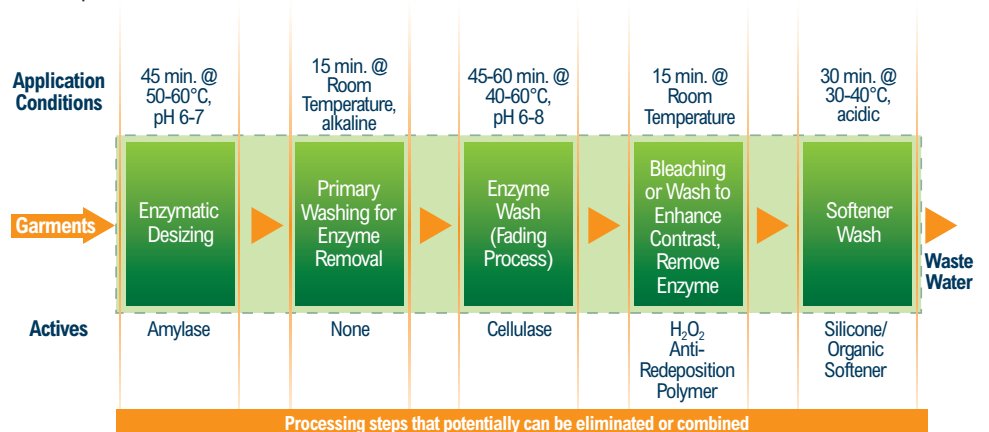 Application
Conditions
45 min. @
50-60°C,
pH 6-7
15 min. @
Room
Temperature,
alkaline
45-60 min. @
40-60°C,
pH 6-8
15 min. @
Room
Temperature
30 min. @
30-40°C,
acidic
Garments
Enzymatic
Desizing
Primary
Washing for
Enzyme
Removal
Enzyme
Wash
(Fading
Process)
Bleaching
or Wash to
Enhance
Contrast,
Remove
Enzyme
Softener
Wash
Waste
Water
Actives
Amylase
None
Cellulase
H₂O₂
Anti-
Redeposition
Polymer
Silicone/
Organic
Softener
Processing steps that potentially can be eliminated or combined